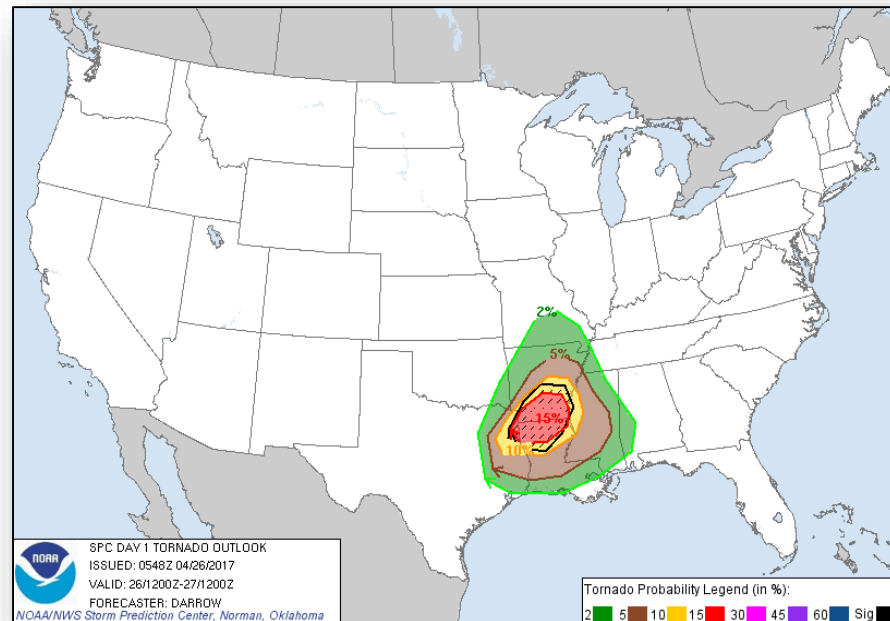 2%
5%
15%
10%
NOAA
SPC DAY 1 TORNADO OUTLOOK
ISSUED: 0548Z 04/26/2017
VALID: 26/1200Z-27/1200Z
FORECASTER: DARROW
NOAA/NWS Storm Prediction Center, Norman, Oklahoma
Tornado Probability Legend (in %):
2 5 10 15 30 45 60 Sig